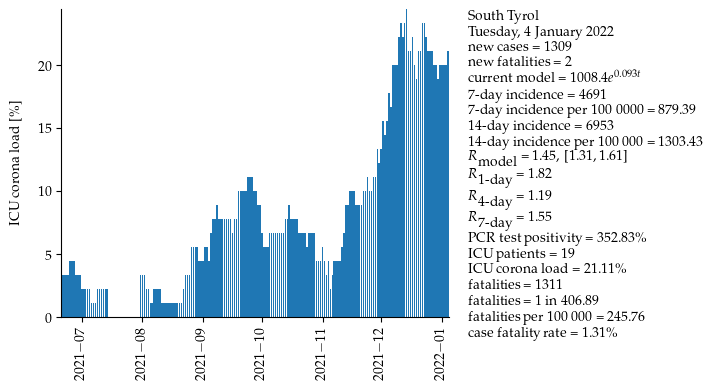 South Tyrol
Tuesday, 4 January 2022
new cases = 1309
new fatalities = 2
current model = 1008.4e^0.093t
7-day incidence = 4691
7-day incidence per 100 0000 = 879.39
14-day incidence = 6953
14-day incidence per 100 000 = 1303.43
R_model = 1.45, [1.31, 1.61]
R_1-day = 1.82
R_4-day = 1.19
R_7-day = 1.55
PCR test positivity = 352.83%
ICU patients = 19
ICU corona load = 21.11%
fatalities = 1311
fatalities = 1 in 406.89
fatalities per 100 000 = 245.76
case fatality rate = 1.31%
ICU corona load [%]
20
15
10
5
0
2021−07
2021−08
2021−09
2021−10
2021−11
2021−12
2022−01